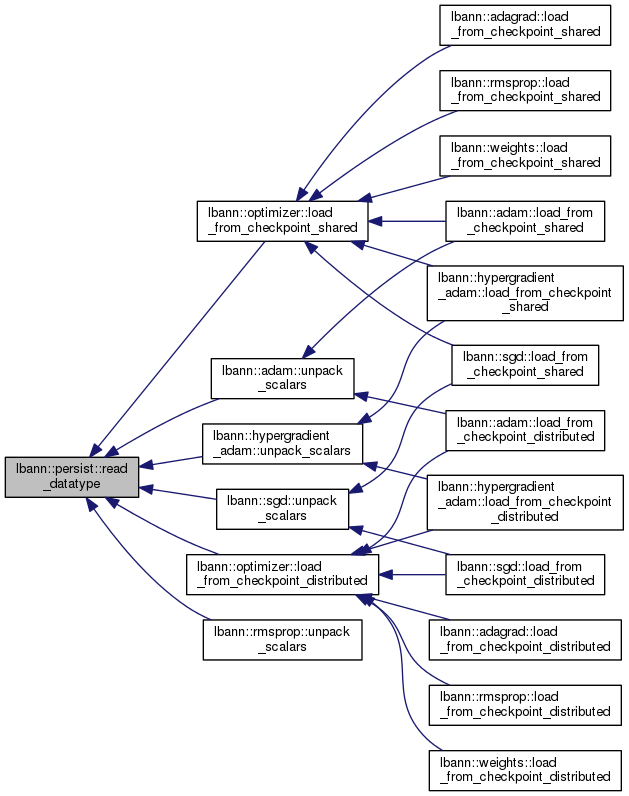 lbann::persist::read
_datatype
lbann::optimizer::load
_from_checkpoint_shared
lbann::adam::unpack
_scalars
lbann::hypergradient
_adam::unpack_scalars
lbann::sgd::unpack
_scalars
lbann::optimizer::load
_from_checkpoint_distributed
lbann::rmsprop::unpack
_scalars
lbann::adagrad::load
_from_checkpoint_shared
lbann::rmsprop::load
_from_checkpoint_shared
lbann::weights::load
_from_checkpoint_shared
lbann::adam::load_from
_checkpoint_shared
lbann::hypergradient
_adam::load_from_checkpoint
_shared
lbann::sgd::load_from
_checkpoint_shared
lbann::adam::load_from
_checkpoint_distributed
lbann::hypergradient
_adam::load_from_checkpoint
_distributed
lbann::sgd::load_from
_checkpoint_distributed
lbann::adagrad::load
_from_checkpoint_distributed
lbann::rmsprop::load
_from_checkpoint_distributed
lbann::weights::load
_from_checkpoint_distributed